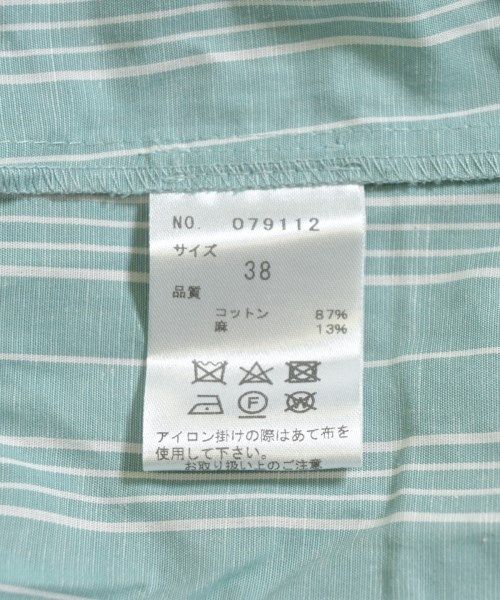 NO. 079112
サイズ
38
品質
コットン 87%
麻 13%
アイロン掛けの際はあて布を
使用して下さい。
お取り扱い上のご注意